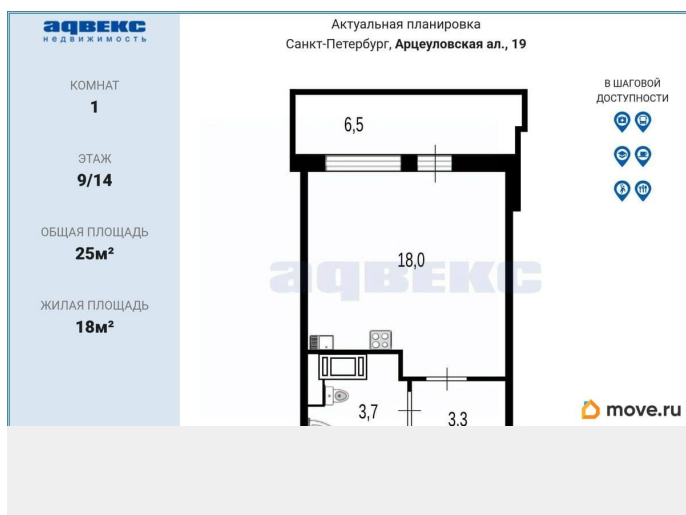 адвекс
НЕДВИЖИМОСТЬ
КОМНАТ
1
ЭТАЖ
9/14
ОБЩАЯ ПЛОЩАДЬ
25м²
ЖИЛАЯ ПЛОЩАДЬ
18м²
Актуальная планировка
Санкт-Петербург, Арцеуловская ал., 19
6,5
18,0
адвекс
3,7
3,3
В ШАГОВОЙ
ДОСТУПНОСТИ
move.ru